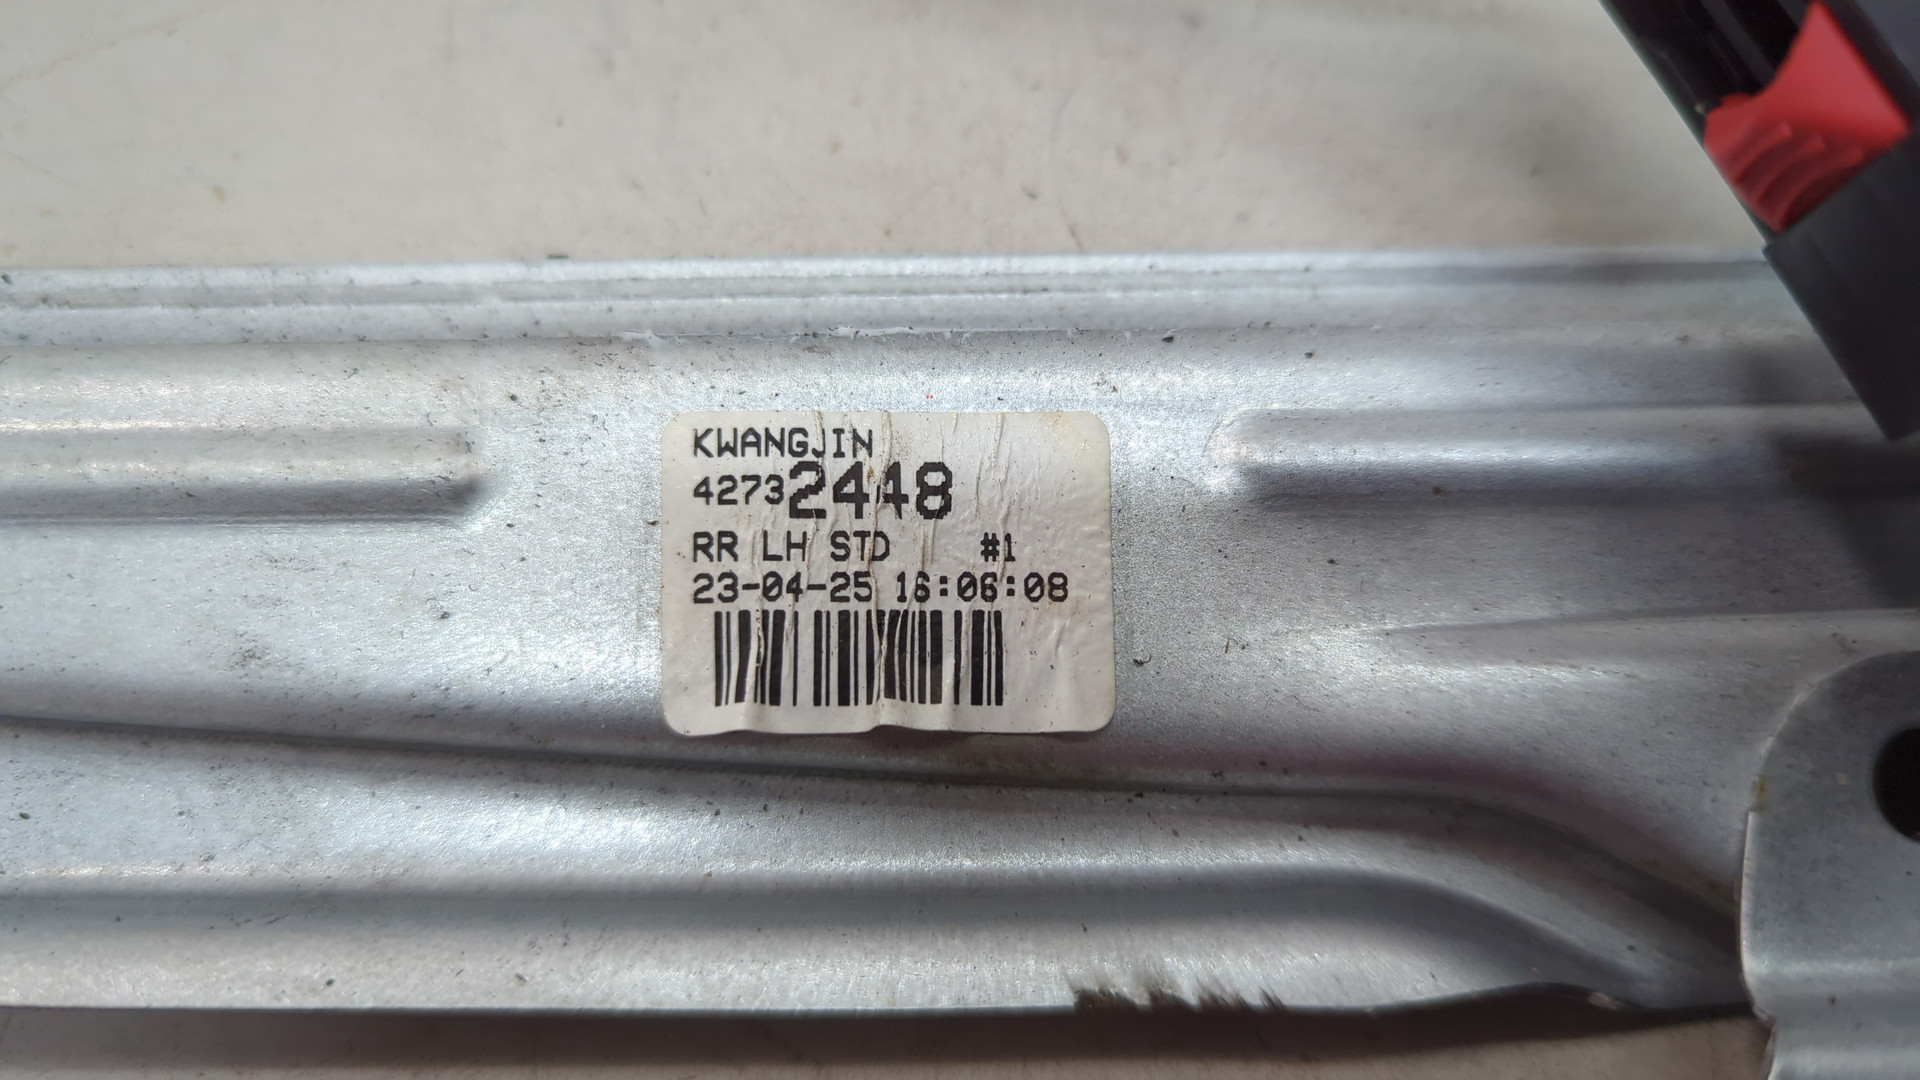 KWANGJIN
42732448
RR LH STD #1
23-04-25 16:06:08